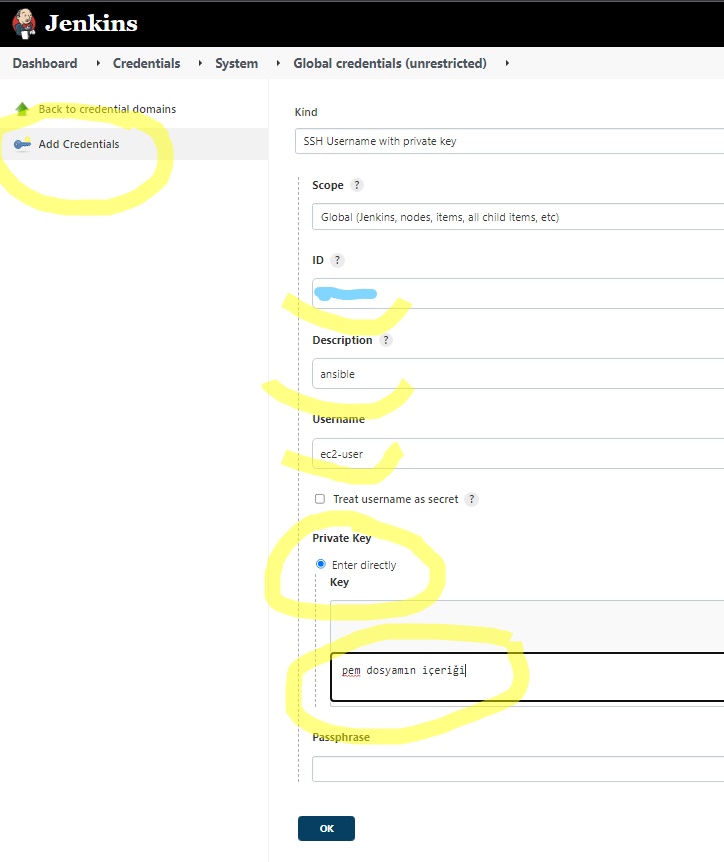 Jenkins
Dashboard Credentials System Global credentials (unrestricted)
Back to credential domains
Add Credentials
Kind
SSH Username with private key
Scope ?
Global (Jenkins, nodes, items, all child items, etc)
ID ?
Description ?
ansible
Username
ec2-user
Treat username as secret ?
Private Key
Enter directly
Key
pem dosyamın içeriği
Passphrase
OK